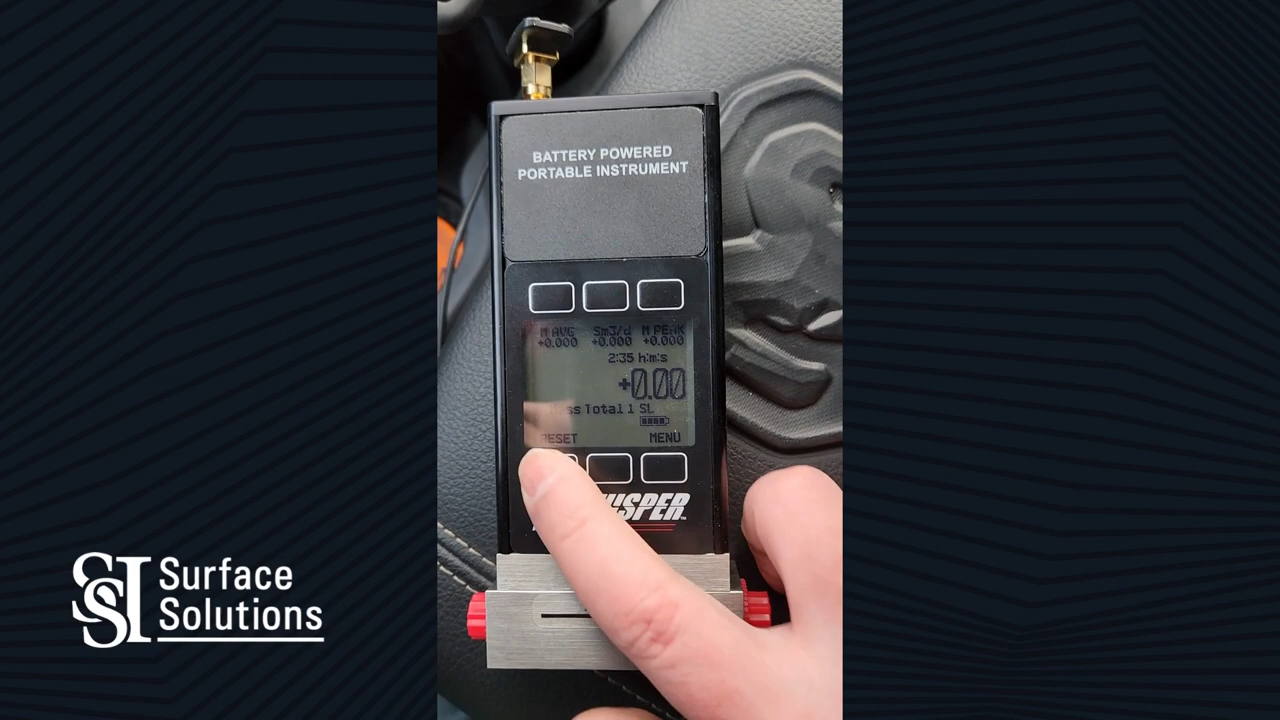 BATTERY POWERED
PORTABLE INSTRUMENT
M AVG Sm3/d M PEAK
+0.000 +0.000 +0.000
2:35 h:m:s
+0.00
Total 1 SL
MENU
SSI Surface
Solutions